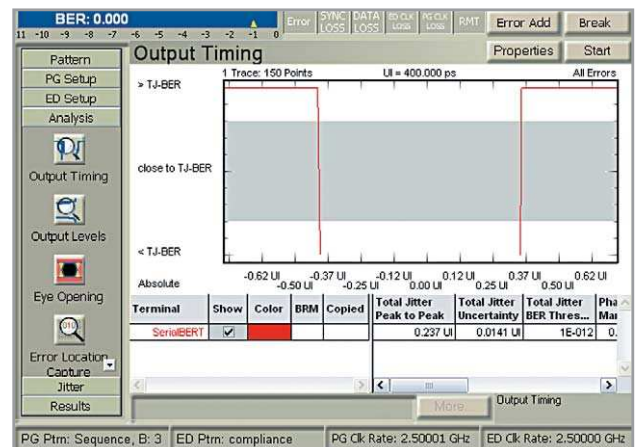 BER: 0.000
11 -10 -9 -8 -7 -6 -5 -4 -3 -2 -1 0
Error
SYNC LOSS
DATA LOSS
ED CLK LOSS
PG CLK LOSS
RMT
Error Add
Break
Pattern
PG Setup
ED Setup
Analysis
Output Timing
Output Levels
Eye Opening
Error Location Capture
Jitter
Results
Output Timing
Properties
Start
1 Trace: 150 Points
UI = 400.000 ps
All Errors
> TJ-BER
close to TJ-BER
< TJ-BER
Absolute
-0.62 UI -0.37 UI -0.12 UI 0.12 UI 0.37 UI 0.62 UI
-0.50 UI -0.25 UI 0.00 UI 0.25 UI 0.50 UI
Terminal Show Color BRM Copied Total Jitter Peak to Peak Total Jitter Uncertainty Total Jitter BER Thres... Pha Mar
SerialBERT 0.237 UI 0.0141 UI 1E-012 0.
More...
Output Timing
PG Ptrn: Sequence, B: 3
ED Ptrn: compliance
PG Clk Rate: 2.50001 GHz
ED Clk Rate: 2.50000 GHz